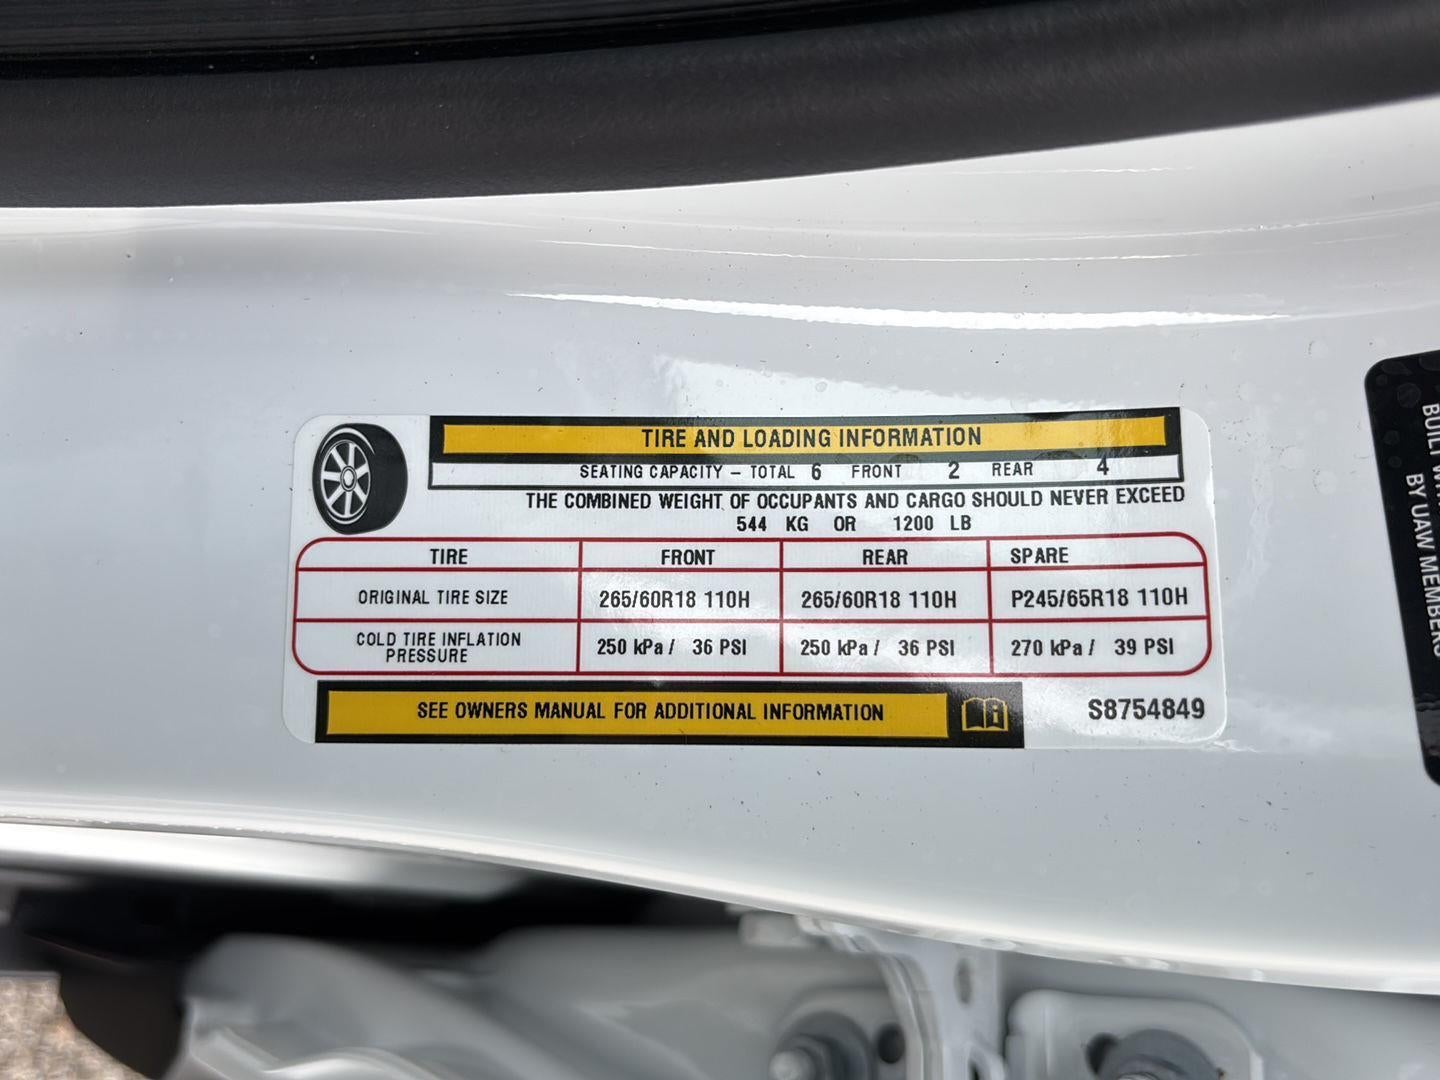 TIRE AND LOADING INFORMATION
SEATING CAPACITY – TOTAL 6 FRONT 2 REAR 4
THE COMBINED WEIGHT OF OCCUPANTS AND CARGO SHOULD NEVER EXCEED
544 KG OR 1200 LB
TIRE FRONT REAR SPARE
ORIGINAL TIRE SIZE 265/60R18 110H 265/60R18 110H P245/65R18 110H
COLD TIRE INFLATION PRESSURE 250 kPa / 36 PSI 250 kPa / 36 PSI 270 kPa / 39 PSI
SEE OWNERS MANUAL FOR ADDITIONAL INFORMATION
S8754849
BUILT
BY UAW MEMBERS